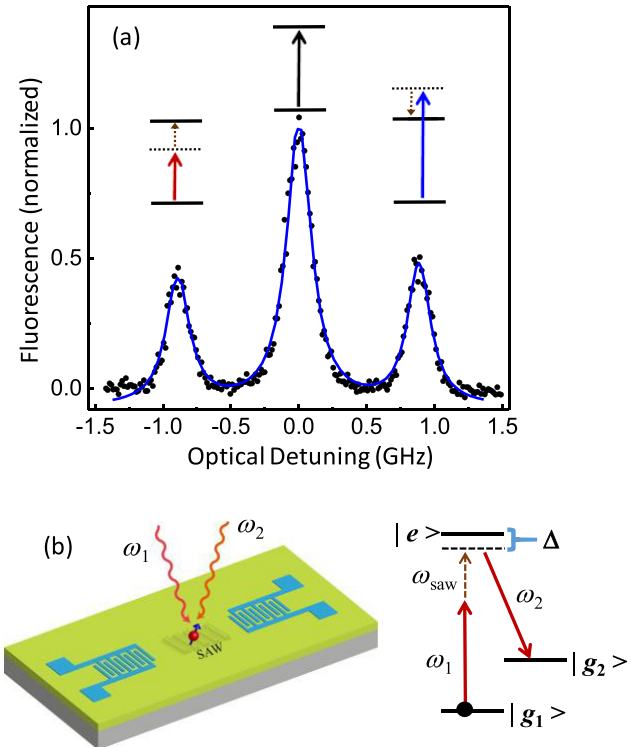 (a)
Fluorescence (normalized)
1.0
0.5
0.0
-1.5 -1.0 -0.5 0.0 0.5 1.0 1.5
Optical Detuning (GHz)
(b)
ω₁
ω₂
SAW
| e >
Δ
ω_saw
ω₂
ω₁
| g₂ >
| g₁ >